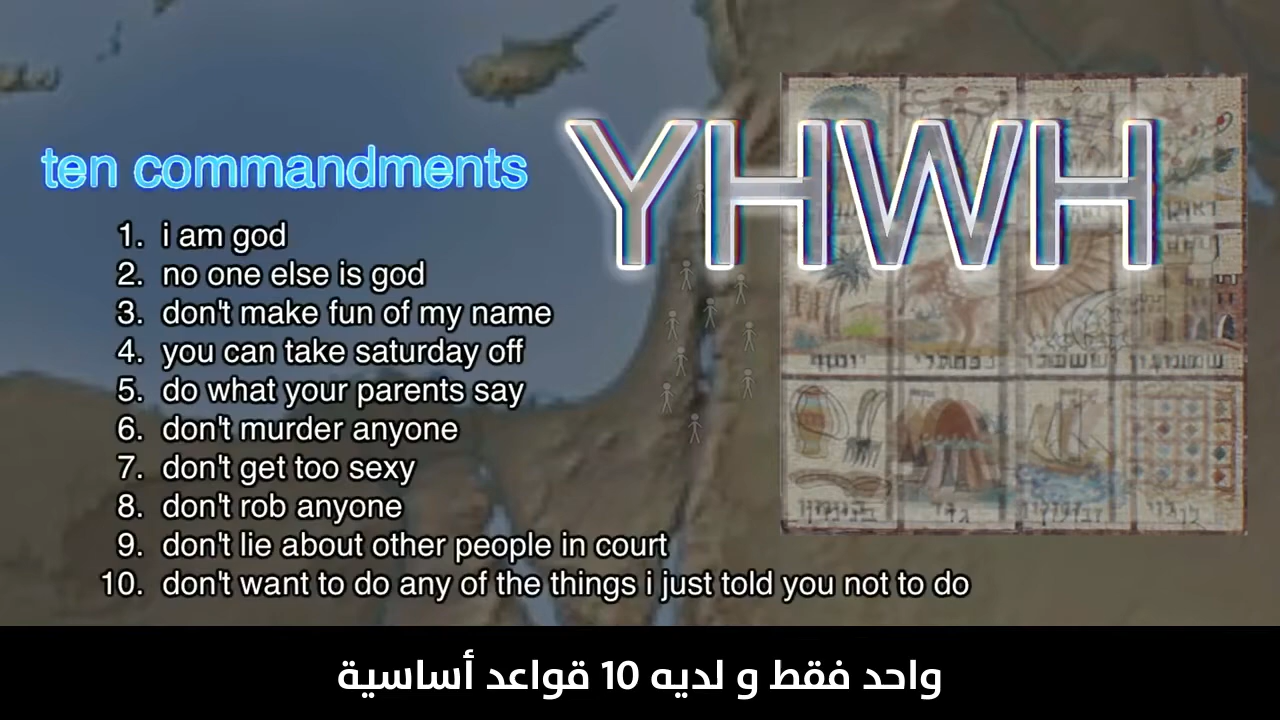 ten commandments
YHWH
1. i am god
2. no one else is god
3. don't make fun of my name
4. you can take saturday off
5. do what your parents say
6. don't murder anyone
7. don't get too sexy
8. don't rob anyone
9. don't lie about other people in court
10. don't want to do any of the things i just told you not to do
واحد فقط و لديه 10 قواعد أساسية